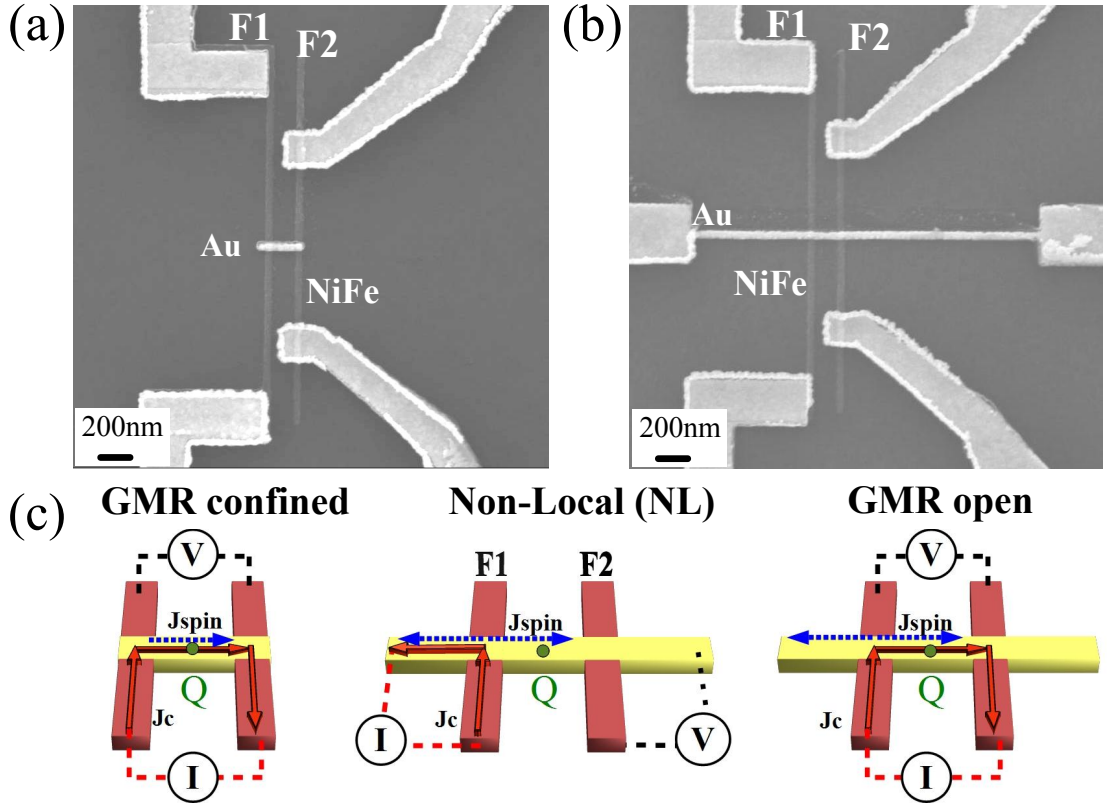 (a)
F1
F2
Au
NiFe
200nm
(b)
F1
F2
Au
NiFe
200nm
(c)
GMR confined
V
Jspin
Q
Jc
I
Non-Local (NL)
F1
F2
Jspin
Q
Jc
I
V
GMR open
V
Jspin
Q
Jc
I